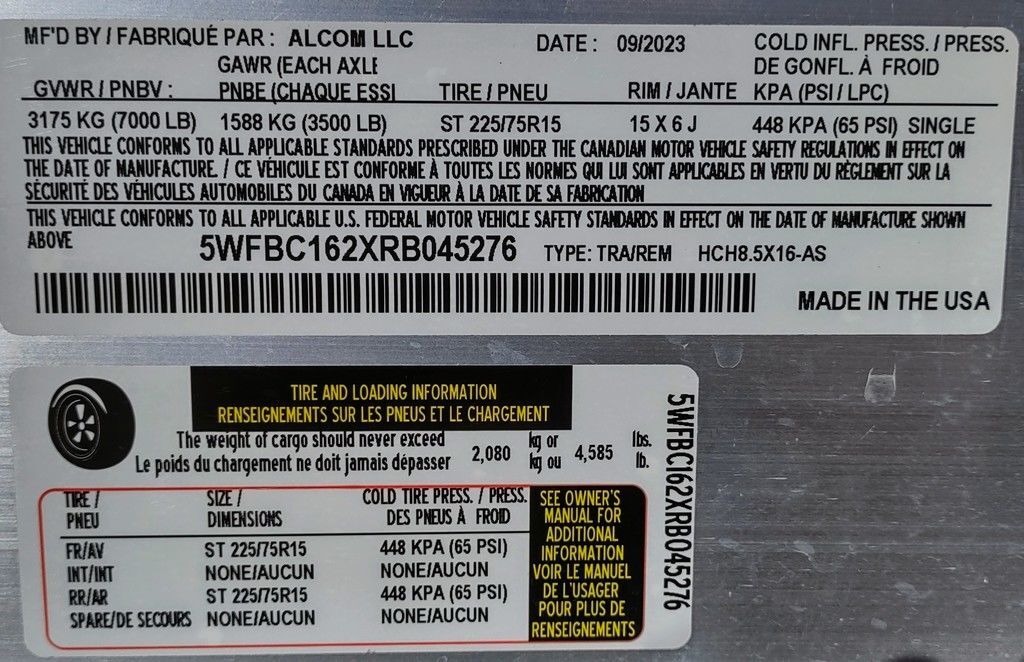 MF'D BY / FABRIQUÉ PAR : ALCOM LLC DATE : 09/2023 COLD INFL. PRESS. / PRESS.
GAWR (EACH AXLE DE GONFL. À FROID
GVWR / PNBV : PNBE (CHAQUE ESSI TIRE / PNEU RIM / JANTE KPA (PSI / LPC)
3175 KG (7000 LB) 1588 KG (3500 LB) ST 225/75R15 15 X 6 J 448 KPA (65 PSI) SINGLE
THIS VEHICLE CONFORMS TO ALL APPLICABLE STANDARDS PRESCRIBED UNDER THE CANADIAN MOTOR VEHICLE SAFETY REGULATIONS IN EFFECT ON
THE DATE OF MANUFACTURE. / CE VÉHICULE EST CONFORME À TOUTES LES NORMES QUI LUI SONT APPLICABLES EN VERTU DU RÈGLEMENT SUR LA
SÉCURITÉ DES VÉHICULES AUTOMOBILES DU CANADA EN VIGUEUR À LA DATE DE SA FABRICATION
THIS VEHICLE CONFORMS TO ALL APPLICABLE U.S. FEDERAL MOTOR VEHICLE SAFETY STANDARDS IN EFFECT ON THE DATE OF MANUFACTURE SHOWN
ABOVE 5WFBC162XRB045276 TYPE: TRA/REM HCH8.5X16-AS
MADE IN THE USA
TIRE AND LOADING INFORMATION
RENSEIGNEMENTS SUR LES PNEUS ET LE CHARGEMENT
The weight of cargo should never exceed 2,080 kg or 4,585 lbs.
Le poids du chargement ne doit jamais dépasser kg ou lb.
TIRE / SIZE / COLD TIRE PRESS. / PRESS.
PNEU DIMENSIONS DES PNEUS À FROID
FR/AV ST 225/75R15 448 KPA (65 PSI)
INT/INT NONE/AUCUN NONE/AUCUN
RR/AR ST 225/75R15 448 KPA (65 PSI)
SPARE/DE SECOURS NONE/AUCUN NONE/AUCUN
SEE OWNER'S
MANUAL FOR
ADDITIONAL
INFORMATION
VOIR LE MANUEL
DE L'USAGER
POUR PLUS DE
RENSEIGNEMENTS
5WFBC162XRB045276